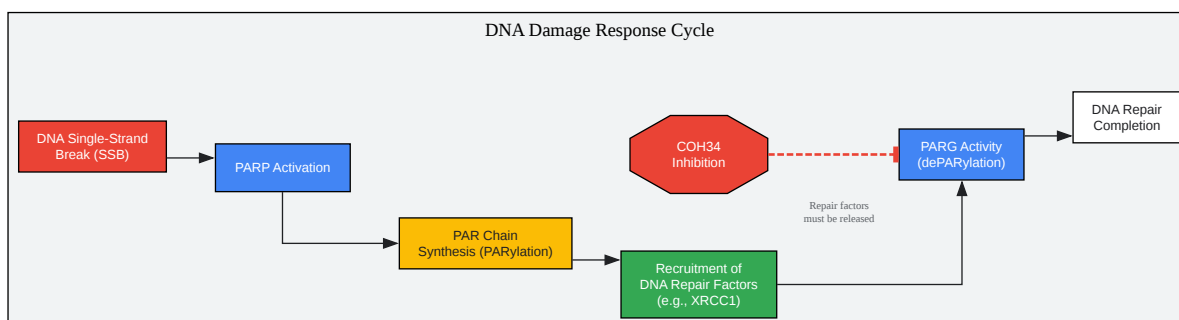 DNA Damage Response Cycle
DNA Single-Strand
Break (SSB)
PARP Activation
PAR Chain
Synthesis (PARylation)
Recruitment of
DNA Repair Factors
(e.g., XRCC1)
COH34
Inhibition
Repair factors
must be released
PARG Activity
(dePARylation)
DNA Repair
Completion